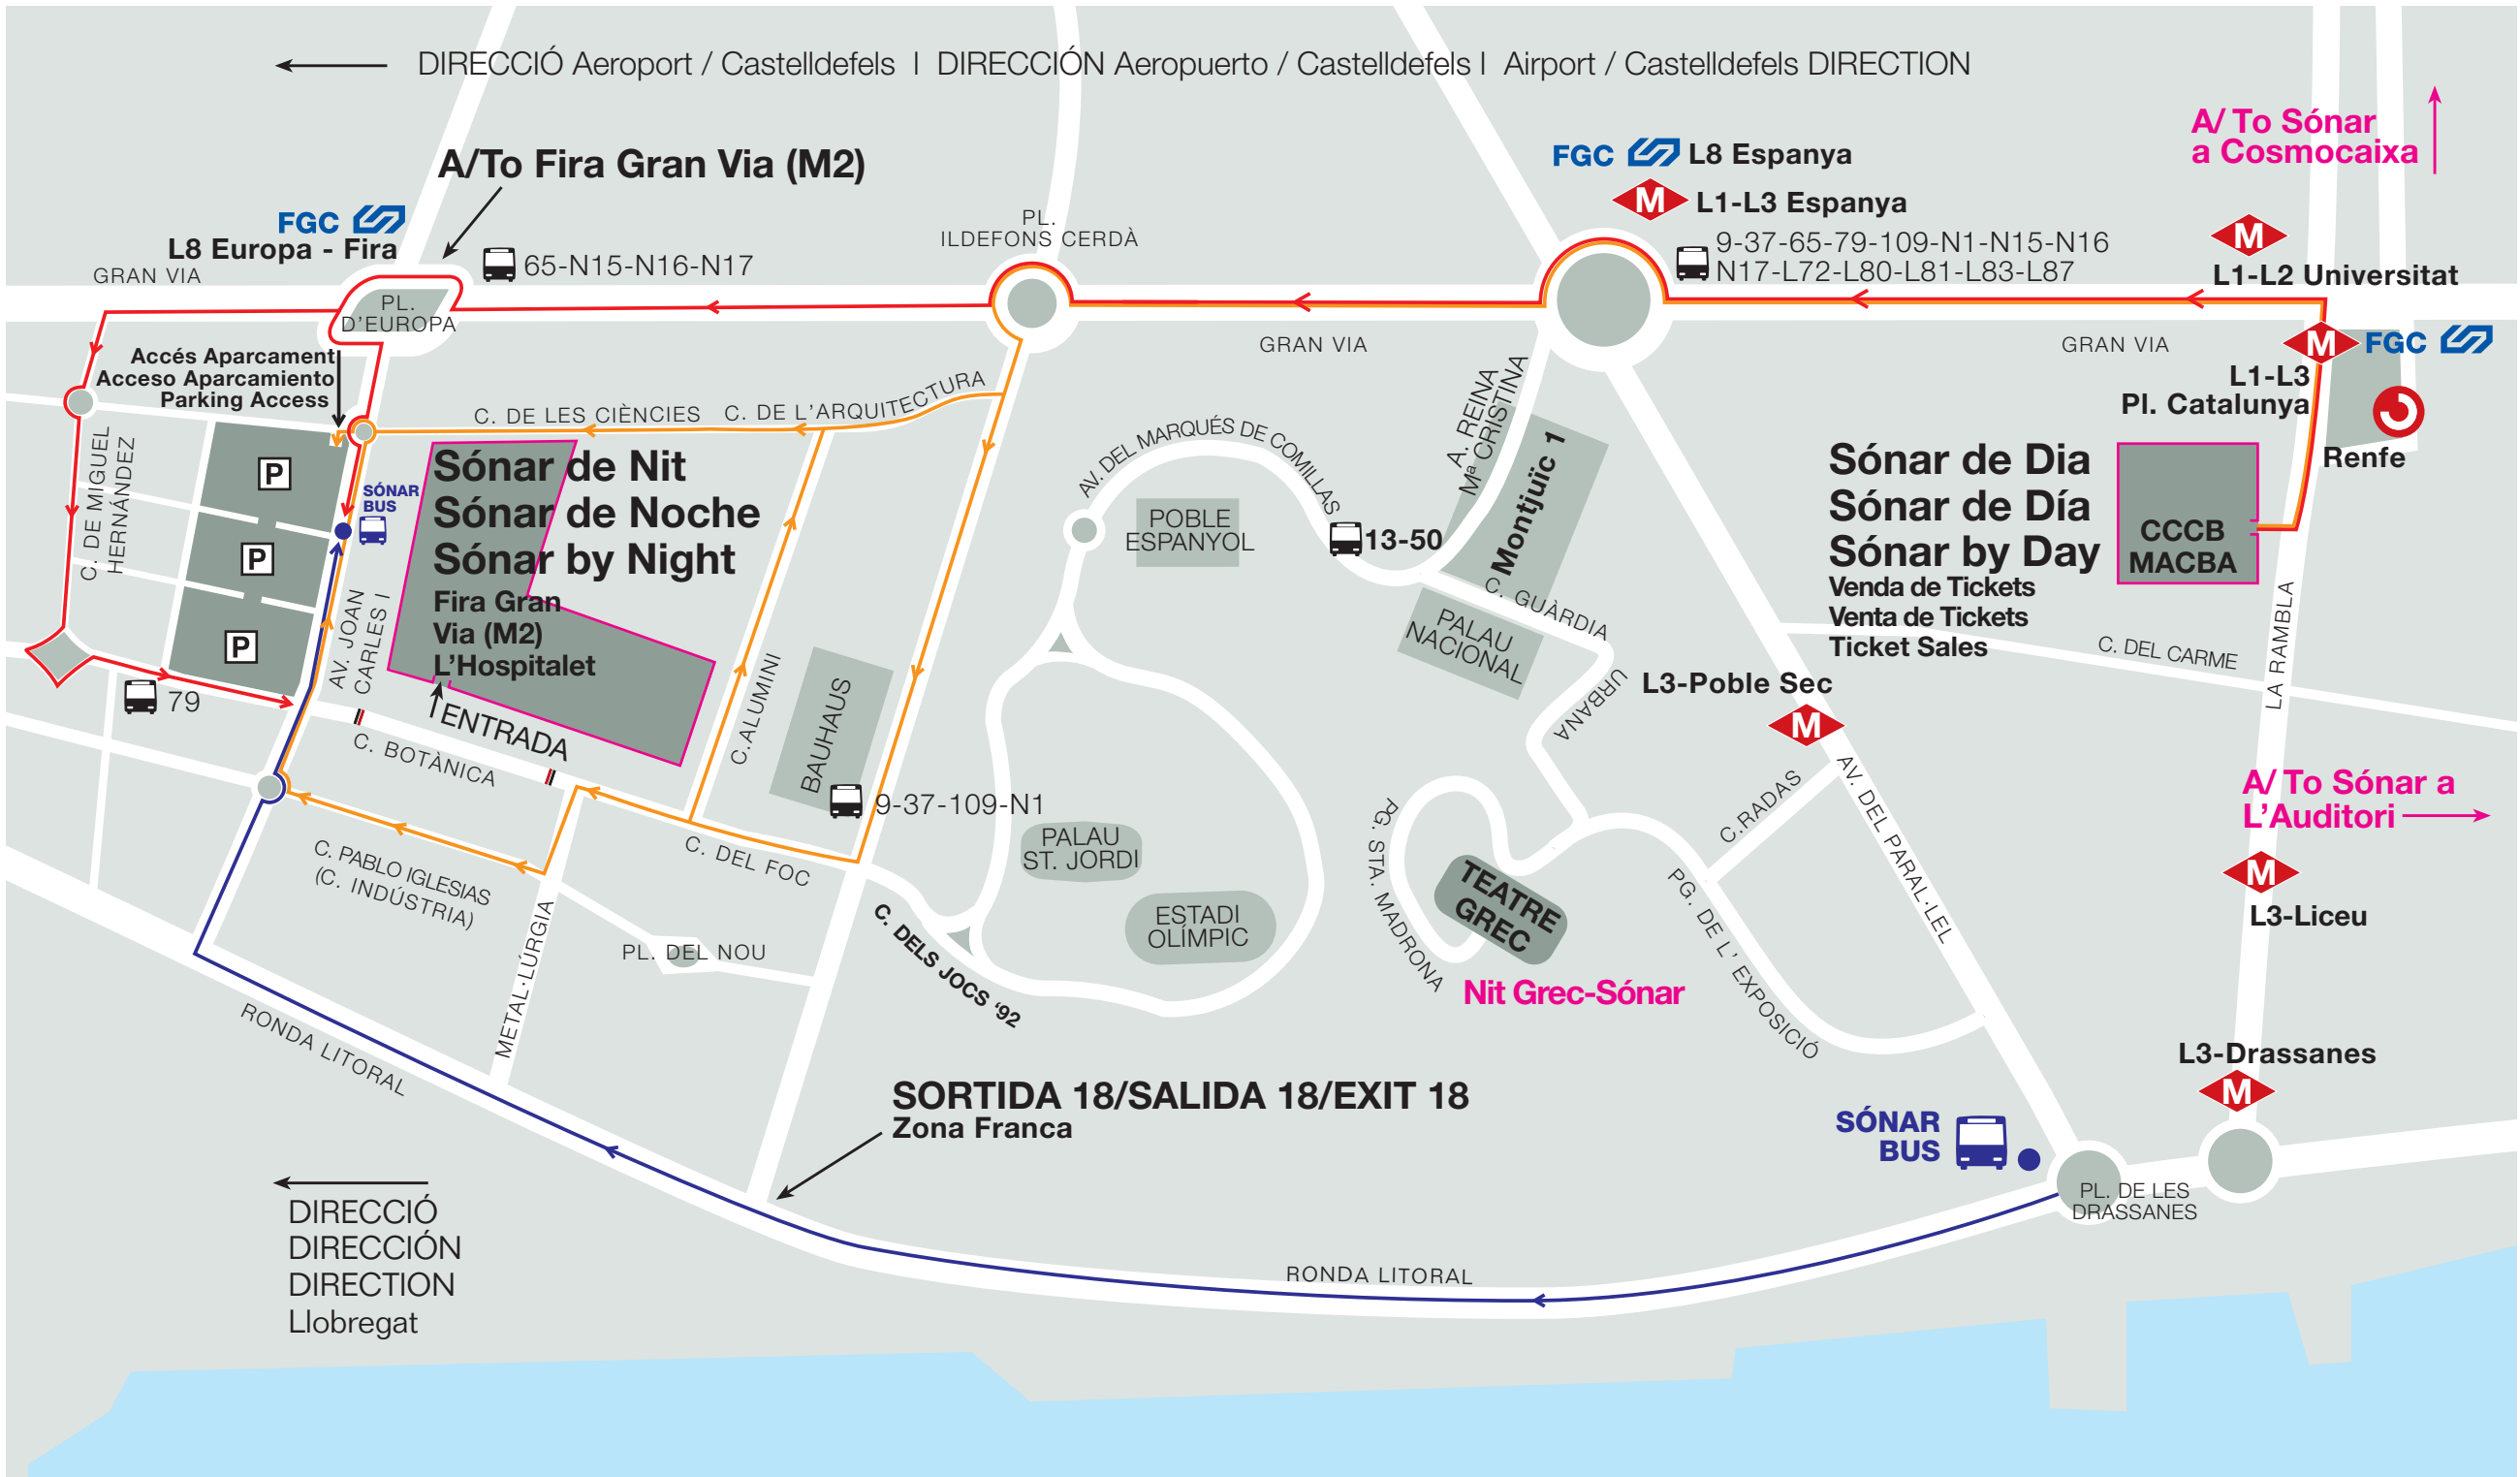 DIRECCIÓ Aeroport / Castelldefels | DIRECCIÓN Aeropuerto / Castelldefels | Airport / Castelldefels DIRECTION
A/ To Sónar
a Cosmocaixa
A/To Fira Gran Via (M2)
FGC
L8 Europa - Fira
GRAN VIA
65-N15-N16-N17
PL.
D'EUROPA
PL.
ILDEFONS CERDÀ
FGC L8 Espanya
M L1-L3 Espanya
9-37-65-79-109-N1-N15-N16
N17-L72-L80-L81-L83-L87
M
L1-L2 Universitat
GRAN VIA
GRAN VIA
M FGC
L1-L3
Pl. Catalunya
Renfe
Accés Aparcament
Acceso Aparcamiento
Parking Access
C. DE LES CIÈNCIES
C. DE L'ARQUITECTURA
C. DE MIGUEL
HERNÁNDEZ
P
P
P
SÓNAR
BUS
AV. JOAN
CARLES I
Sónar de Nit
Sónar de Noche
Sónar by Night
Fira Gran
Via (M2)
L'Hospitalet
79
ENTRADA
C. BOTÀNICA
C.ALUMINI
BAUHAUS
9-37-109-N1
C. DEL FOC
C. PABLO IGLESIAS
(C. INDÚSTRIA)
METAL·LÚRGIA
PL. DEL NOU
C. DELS JOCS ‘92
AV. DEL MARQUÉS DE COMILLAS
POBLE
ESPANYOL
13-50
A. REINA
Mª CRISTINA
Montjuïc 1
C. GUÀRDIA
URBANA
PALAU
NACIONAL
PALAU
ST. JORDI
ESTADI
OLÍMPIC
PG. STA. MADRONA
TEATRE
GREC
Nit Grec-Sónar
L3-Poble Sec
M
C.RADAS
AV. DEL PARAL·LEL
PG. DE L' EXPOSICIÓ
Sónar de Dia
Sónar de Día
Sónar by Day
Venda de Tickets
Venta de Tickets
Ticket Sales
CCCB
MACBA
C. DEL CARME
LA RAMBLA
A/ To Sónar a
L'Auditori
M
L3-Liceu
L3-Drassanes
M
SÓNAR
BUS
PL. DE LES
DRASSANES
RONDA LITORAL
SORTIDA 18/SALIDA 18/EXIT 18
Zona Franca
RONDA LITORAL
DIRECCIÓ
DIRECCIÓN
DIRECTION
Llobregat